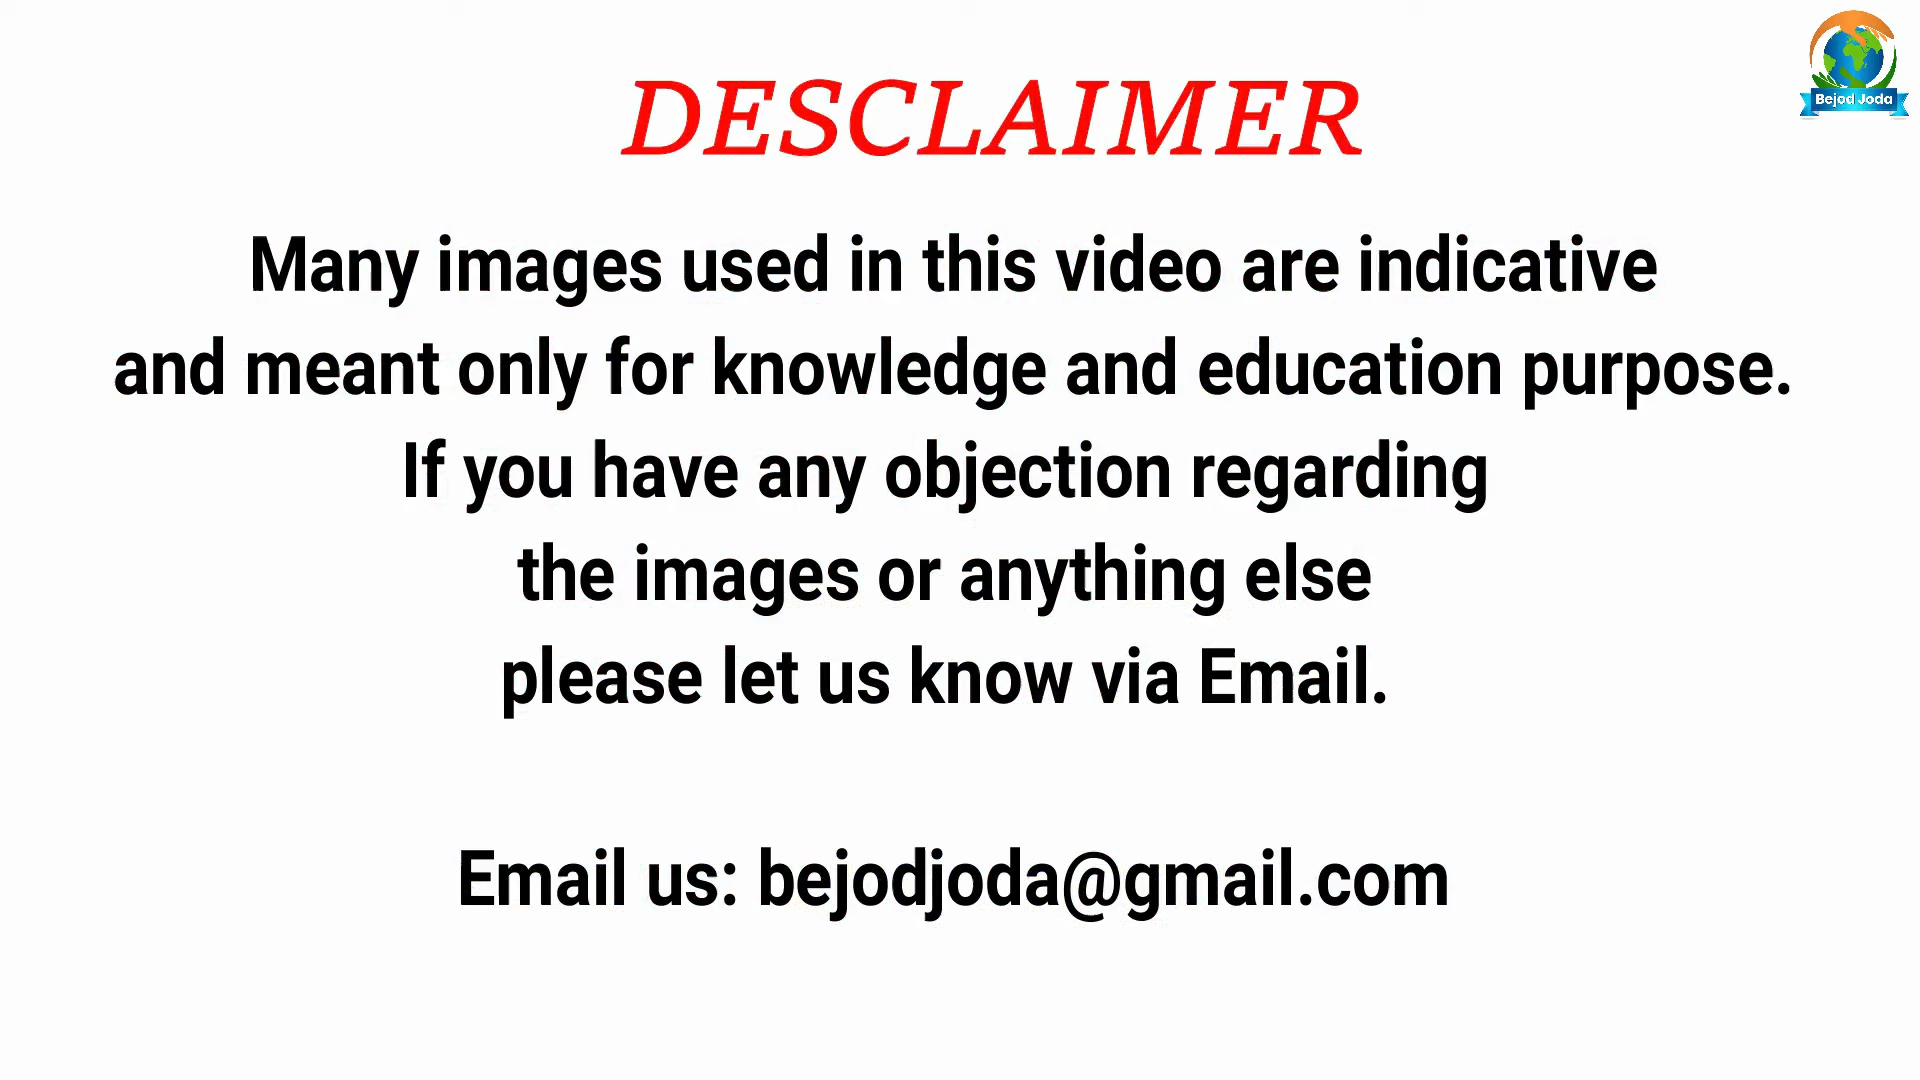 Bejod Joda
DESCLAIMER
Many images used in this video are indicative
and meant only for knowledge and education purpose.
If you have any objection regarding
the images or anything else
please let us know via Email.
Email us: bejodjoda@gmail.com